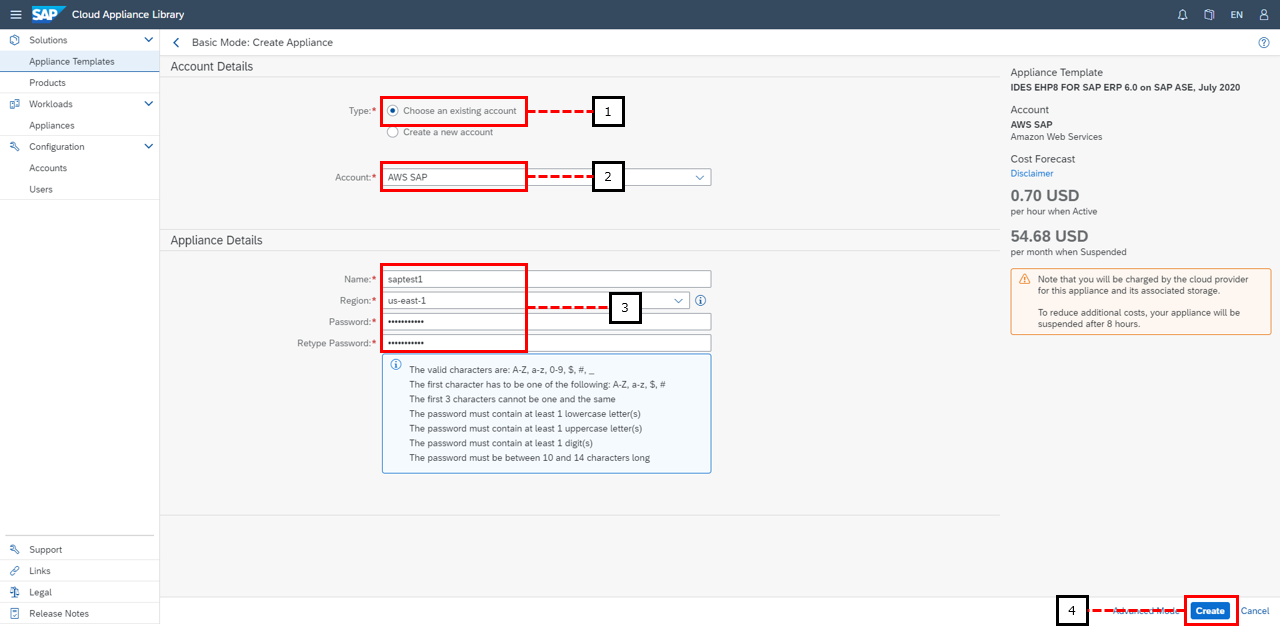 SAP Cloud Appliance Library
EN
Solutions
Appliance Templates
Products
Workloads
Appliances
Configuration
Accounts
Users
Support
Links
Legal
Release Notes
Basic Mode: Create Appliance
Account Details
Type:* Choose an existing account 1
Create a new account
Account:* AWS SAP 2
Appliance Details
Name:* saptest1
Region:* us-east-1 3
Password:* •••••••••••
Retype Password:* •••••••••••
The valid characters are: A-Z, a-z, 0-9, $, #, _
The first character has to be one of the following: A-Z, a-z, $, #
The first 3 characters cannot be one and the same
The password must contain at least 1 lowercase letter(s)
The password must contain at least 1 uppercase letter(s)
The password must contain at least 1 digit(s)
The password must be between 10 and 14 characters long
Appliance Template
IDES EHP8 FOR SAP ERP 6.0 on SAP ASE, July 2020
Account
AWS SAP
Amazon Web Services
Cost Forecast
Disclaimer
0.70 USD
per hour when Active
54.68 USD
per month when Suspended
Note that you will be charged by the cloud provider
for this appliance and its associated storage.
To reduce additional costs, your appliance will be
suspended after 8 hours.
4 Advanced Mode Create Cancel